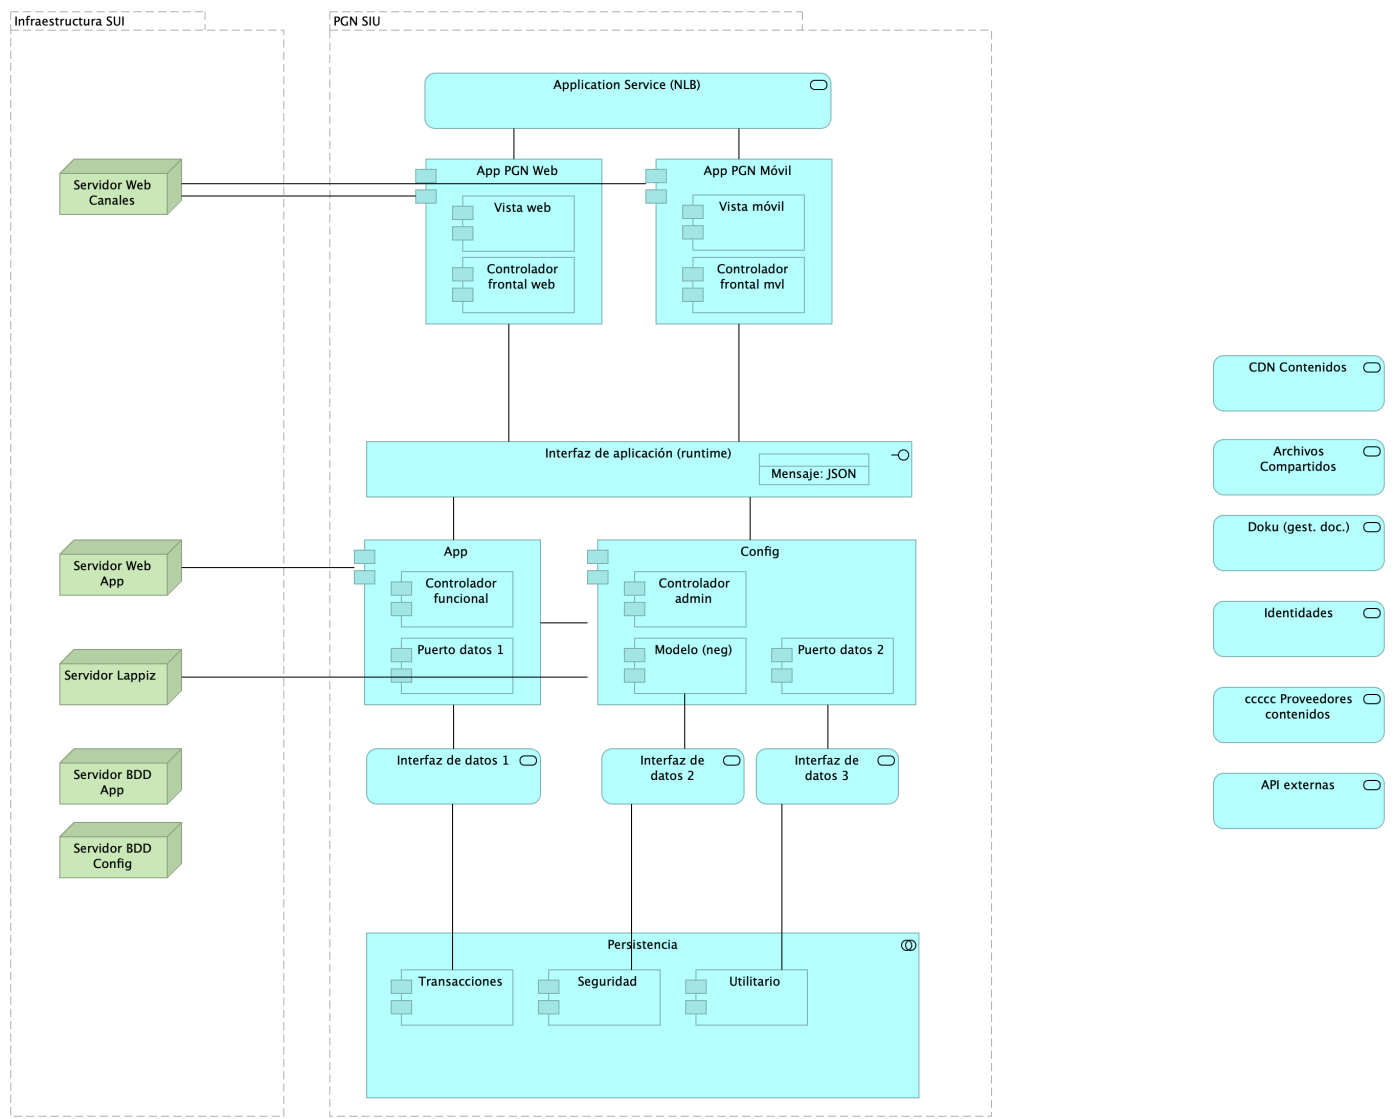 Infraestructura SUI
PGN SIU
Application Service (NLB)
Servidor Web
Canales
App PGN Web
Vista web
Controlador
frontal web
App PGN Móvil
Vista móvil
Controlador
frontal mvl
Interfaz de aplicación (runtime)
Mensaje: JSON
Servidor Web
App
App
Controlador
funcional
Puerto datos 1
Config
Controlador
admin
Modelo (neg)
Puerto datos 2
Servidor Lappiz
Servidor BDD
App
Servidor BDD
Config
Interfaz de datos 1
Interfaz de
datos 2
Interfaz de
datos 3
Persistencia
Transacciones
Seguridad
Utilitario
CDN Contenidos
Archivos
Compartidos
Doku (gest. doc.)
Identidades
ccccc Proveedores
contenidos
API externas